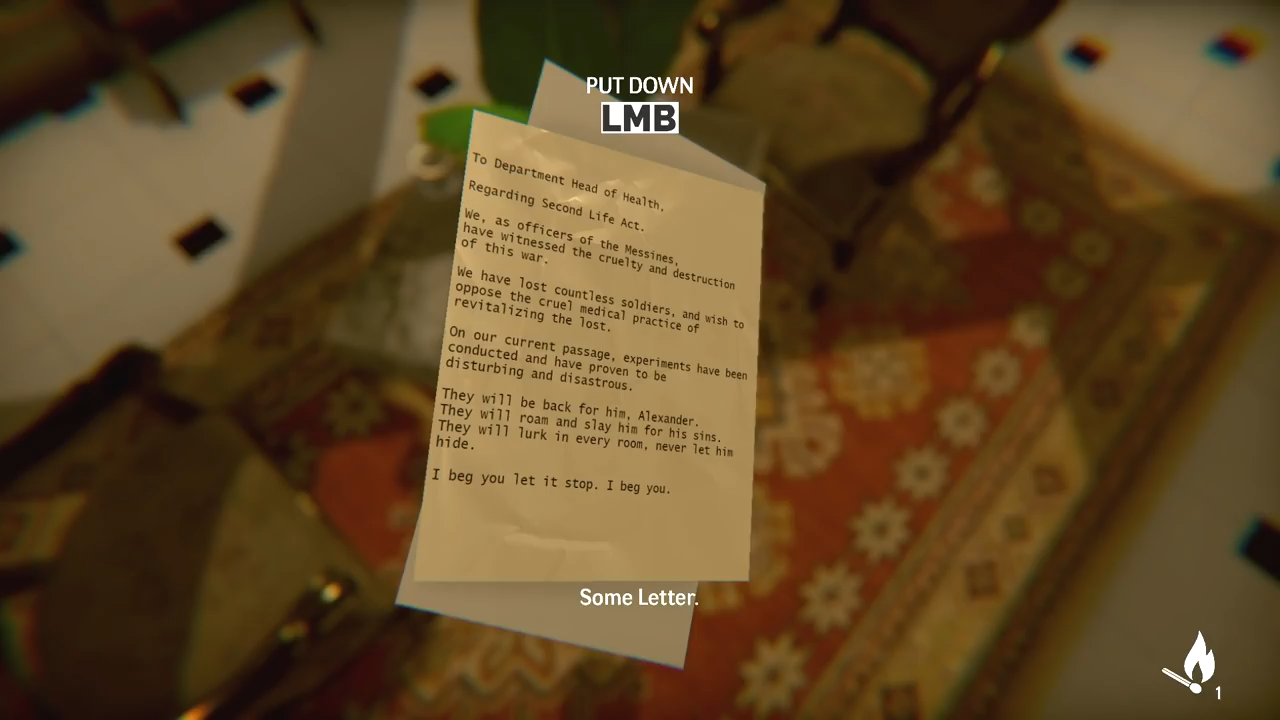 PUT DOWN
LMB
To Department Head of Health,
Regarding Second Life Act.
We, as officers of the Messines,
have witnessed the cruelty and destruction
of this war.
We have lost countless soldiers, and wish to
oppose the cruel medical practice of
revitalizing the lost.
On our current passage, experiments have been
conducted and have proven to be
disturbing and disastrous.
They will be back for him, Alexander.
They will roam and slay him for his sins.
They will lurk in every room, never let him
hide.
I beg you let it stop. I beg you.
Some Letter.
1